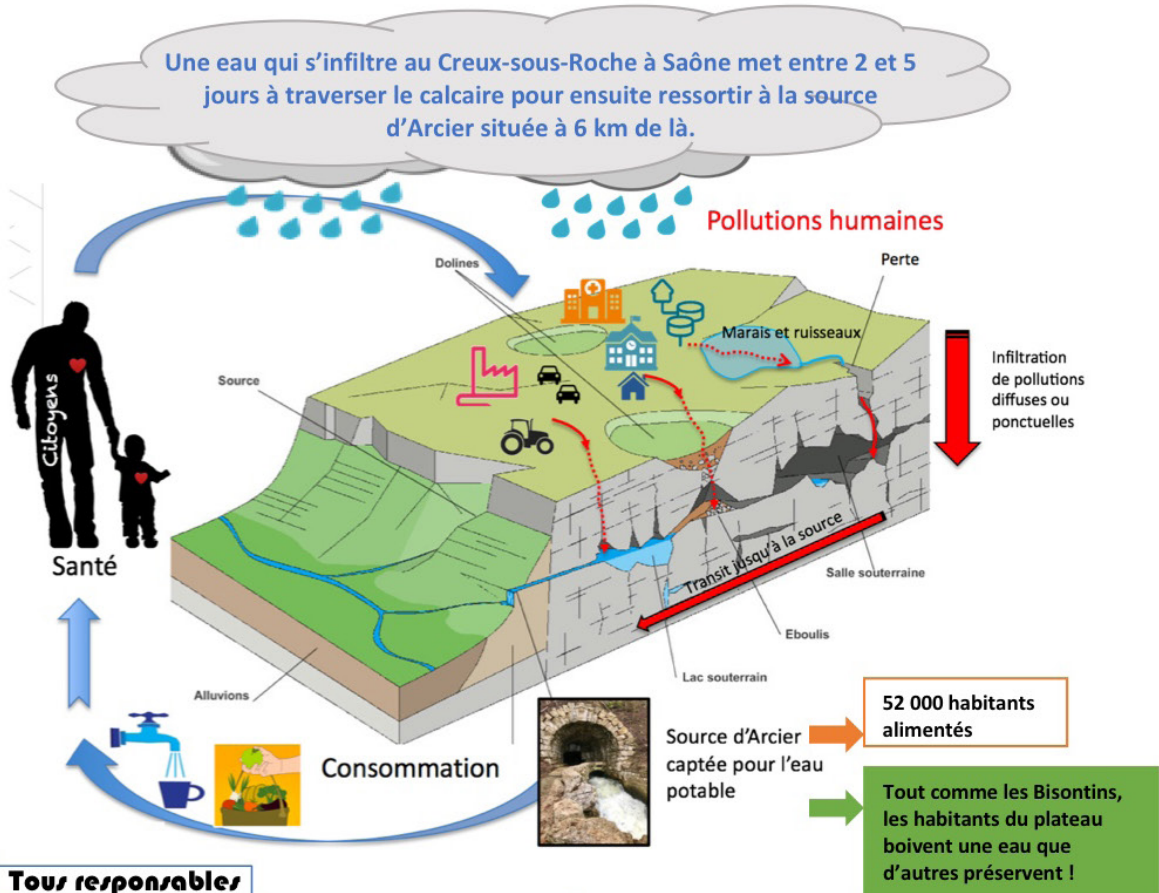 Une eau qui s'infiltre au Creux-sous-Roche à Saône met entre 2 et 5
jours à traverser le calcaire pour ensuite ressortir à la source
d'Arcier située à 6 km de là.
Pollutions humaines
Dolines
Perte
Marais et ruisseaux
Source
Infiltration
de pollutions
diffuses ou
ponctuelles
Citoyens
Santé
Transit jusqu'à la source
Salle souterraine
Eboulis
Lac souterrain
Alluvions
Consommation
Source d'Arcier
captée pour l'eau
potable
52 000 habitants
alimentés
Tout comme les Bisontins,
les habitants du plateau
boivent une eau que
d'autres préservent !
Tous responsables